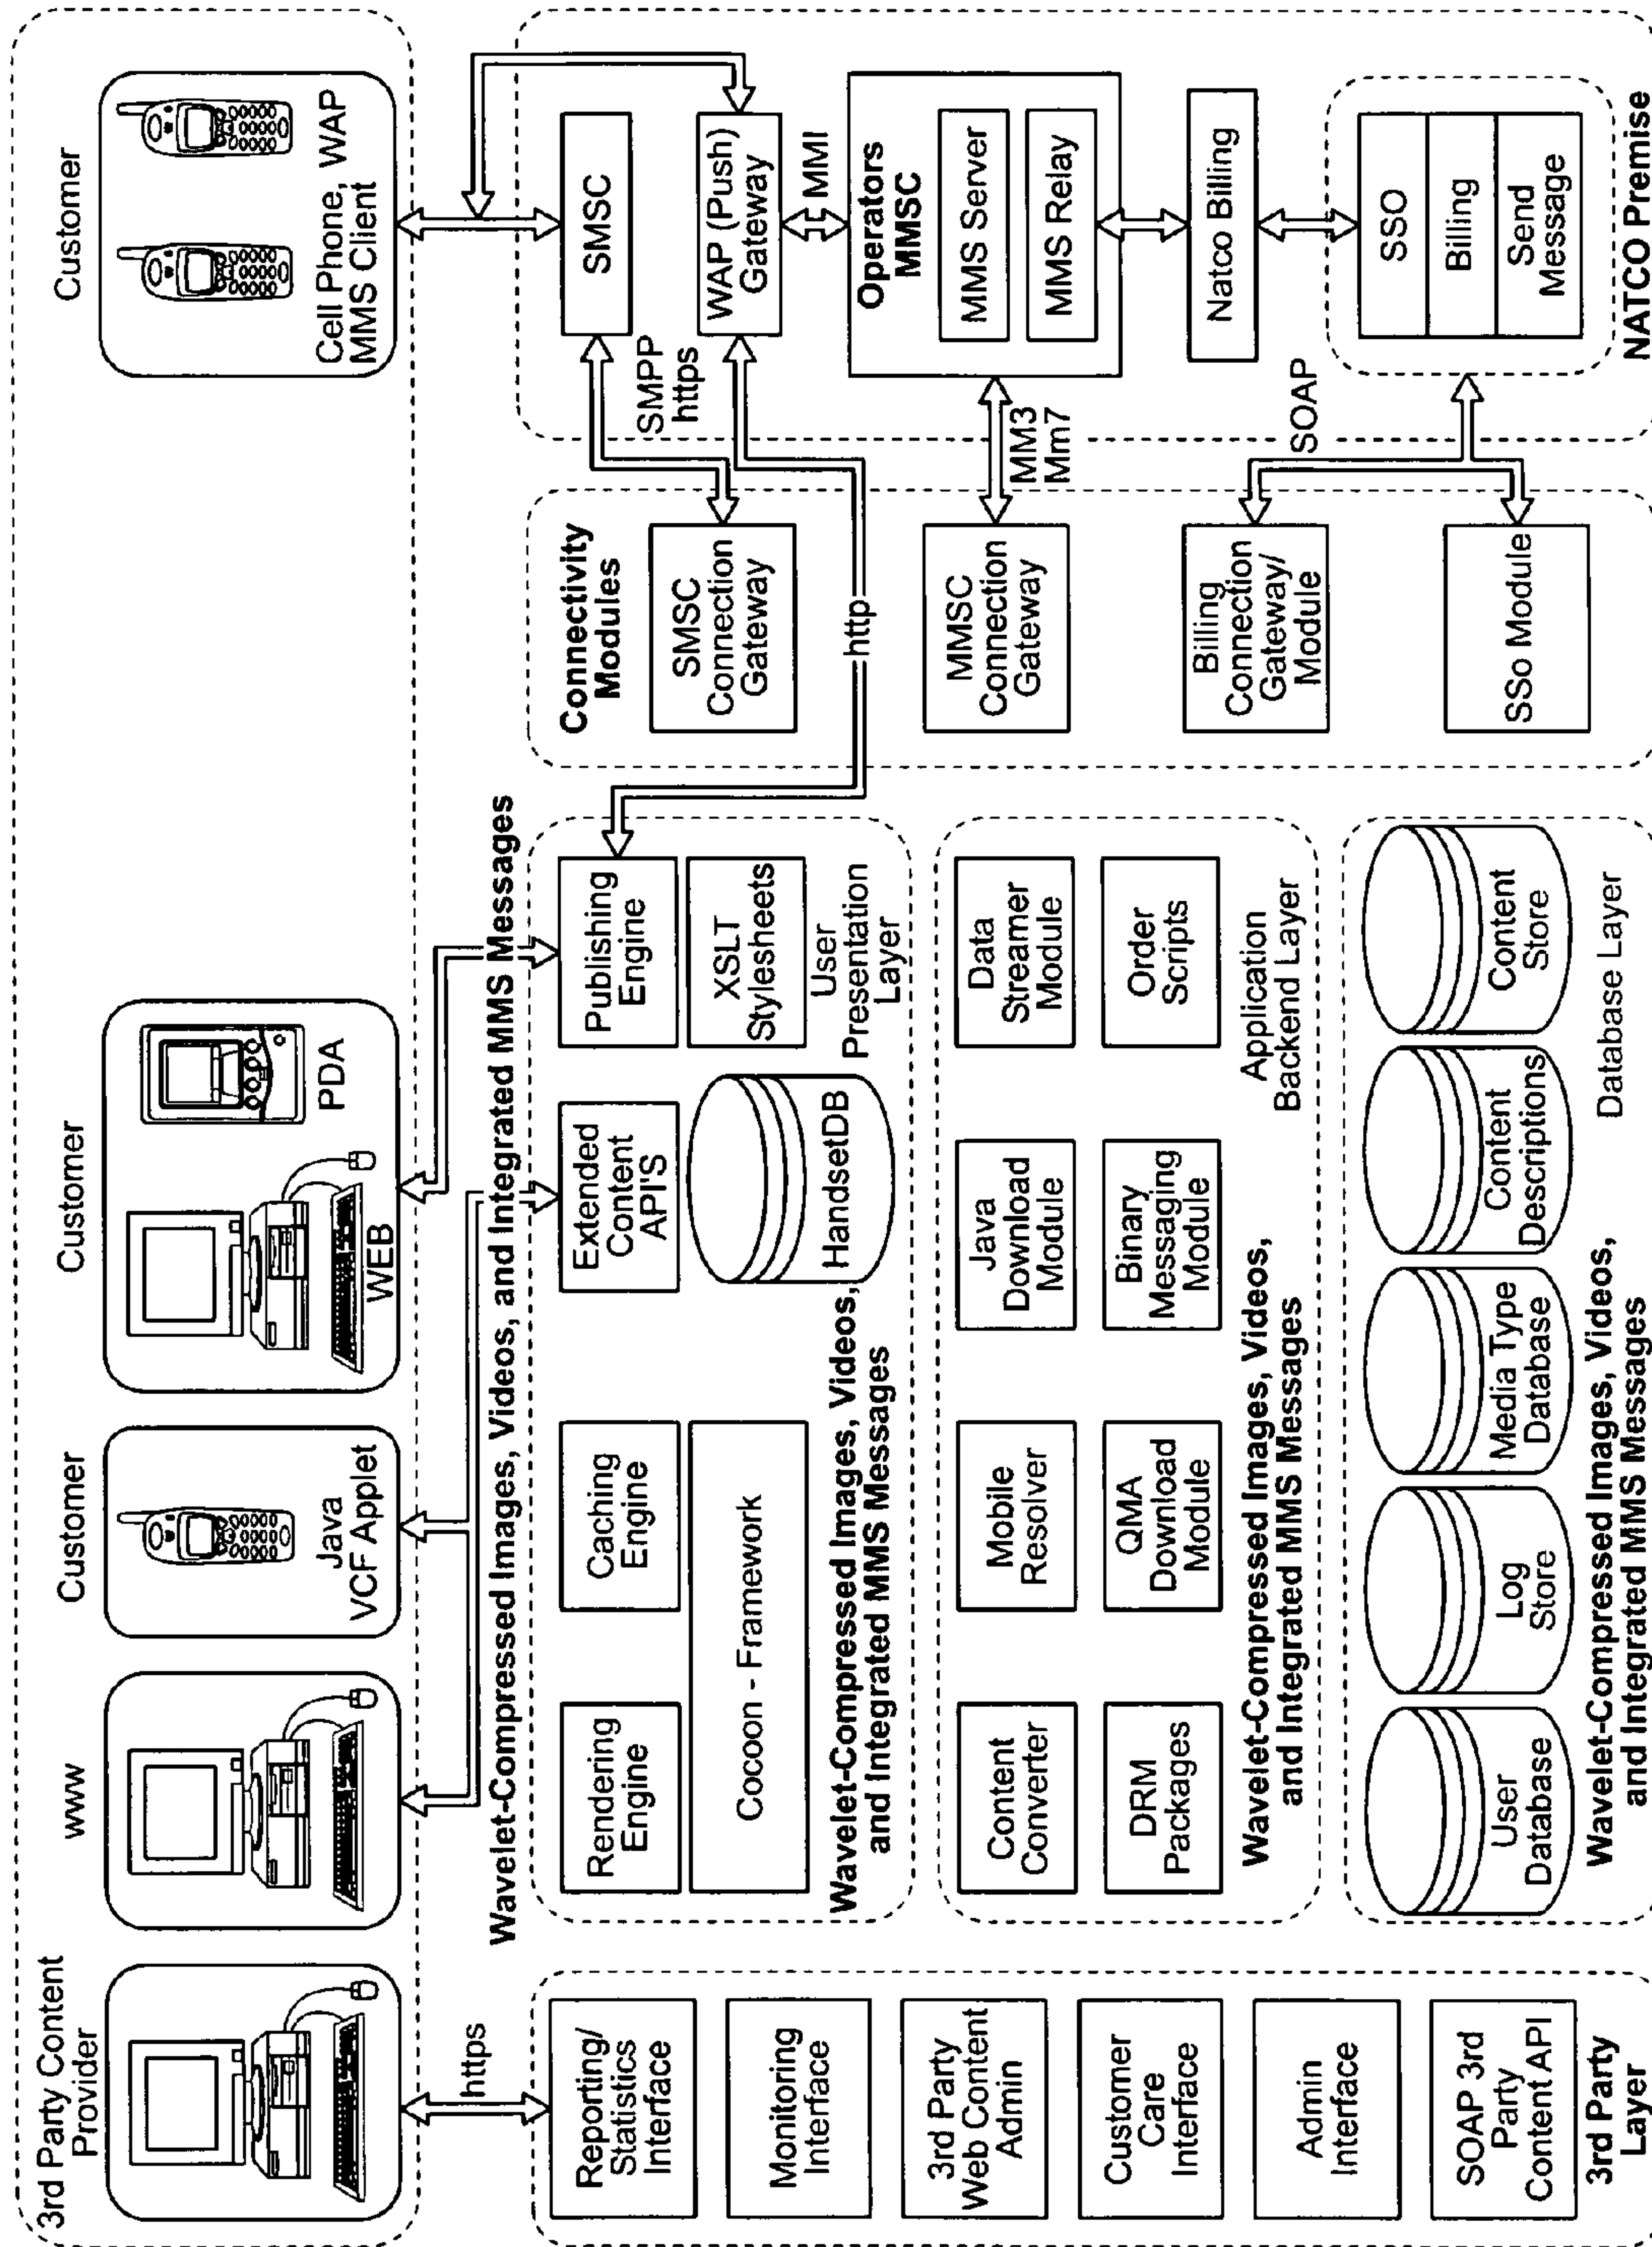 3rd Party Content
Provider
www
Customer
Java
VCF Applet
Customer
WEB
PDA
Customer
Cell Phone, WAP
MMS Client
https
Wavelet-Compressed Images, Videos, and Integrated MMS Messages
Reporting/
Statistics
Interface
Monitoring
Interface
3rd Party
Web Content
Admin
Customer
Care
Interface
Admin
Interface
SOAP 3rd
Party
Content API
3rd Party
Layer
Rendering
Engine
Caching
Engine
Extended
Content
API'S
Publishing
Engine
Cocoon - Framework
HandsetDB
XSLT
Stylesheets
User
Presentation
Layer
Wavelet-Compressed Images, Videos,
and Integrated MMS Messages
Content
Converter
Mobile
Resolver
Java
Download
Module
Data
Streamer
Module
DRM
Packages
QMA
Download
Module
Binary
Messaging
Module
Order
Scripts
Application
Backend Layer
Wavelet-Compressed Images, Videos,
and Integrated MMS Messages
User
Database
Log
Store
Media Type
Database
Content
Descriptions
Content
Store
Database Layer
Wavelet-Compressed Images, Videos,
and Integrated MMS Messages
Connectivity
Modules
SMSC
Connection
Gateway
http
MMSC
Connection
Gateway
Billing
Connection
Gateway/
Module
SSo Module
SMPP
https
MM3
Mm7
SOAP
SMSC
WAP (Push)
Gateway
MMI
Operators
MMSC
MMS Server
MMS Relay
Natco Billing
SSO
Billing
Send
Message
NATCO Premise